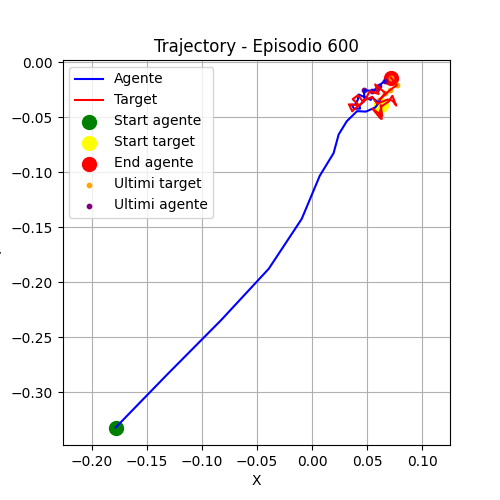 Trajectory - Episodio 600
Agente
Target
Start agente
Start target
End agente
Ultimi target
Ultimi agente
0.00
−0.05
−0.10
−0.15
−0.20
−0.25
−0.30
−0.20 −0.15 −0.10 −0.05 0.00 0.05 0.10
X